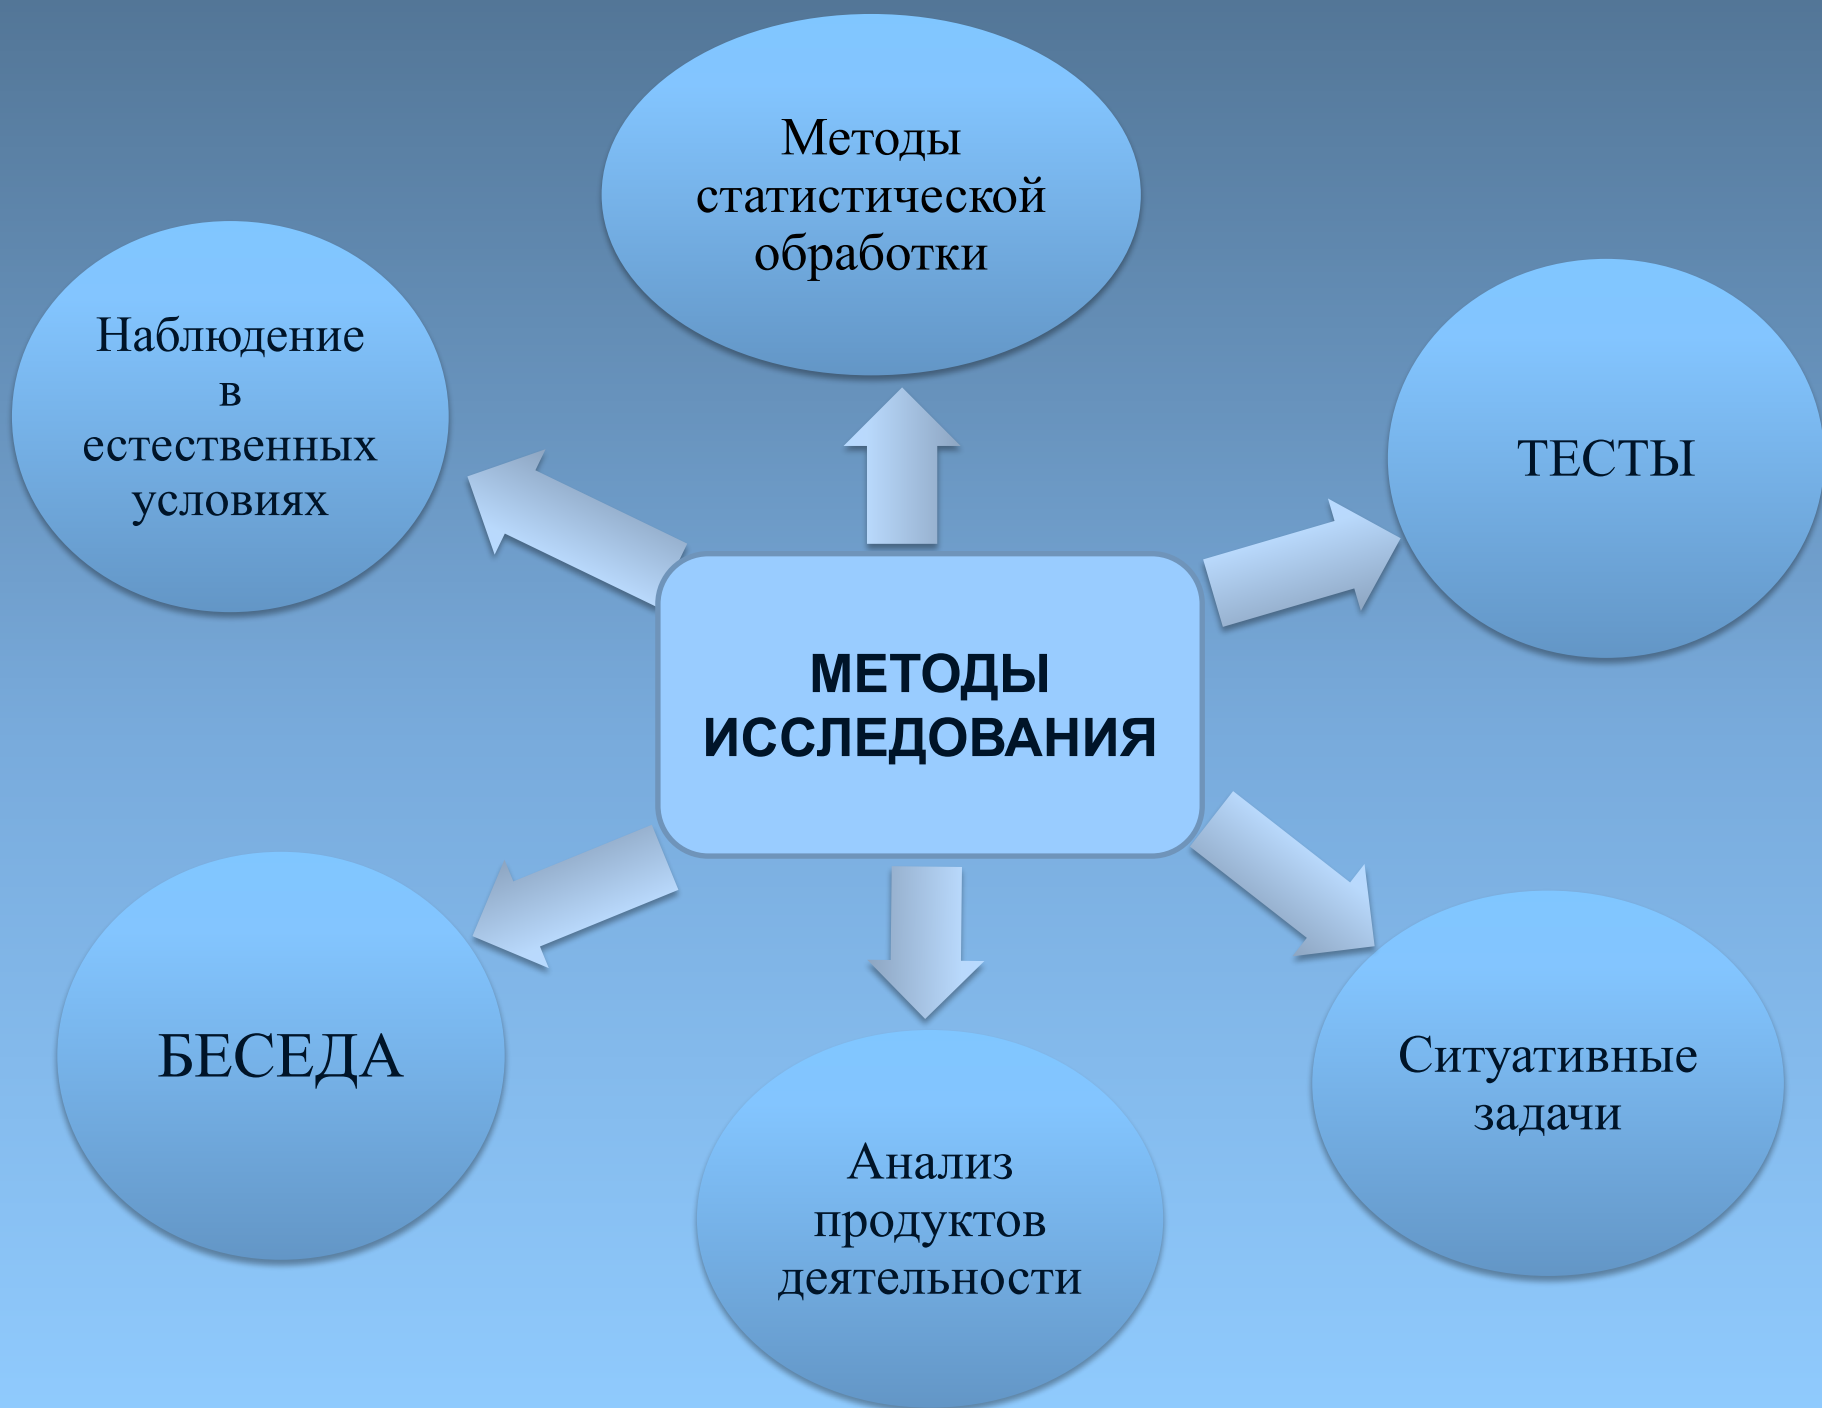 Методы
статистической
обработки
Наблюдение
в
естественных
условиях
ТЕСТЫ
МЕТОДЫ
ИССЛЕДОВАНИЯ
БЕСЕДА
Ситуативные
задачи
Анализ
продуктов
деятельности